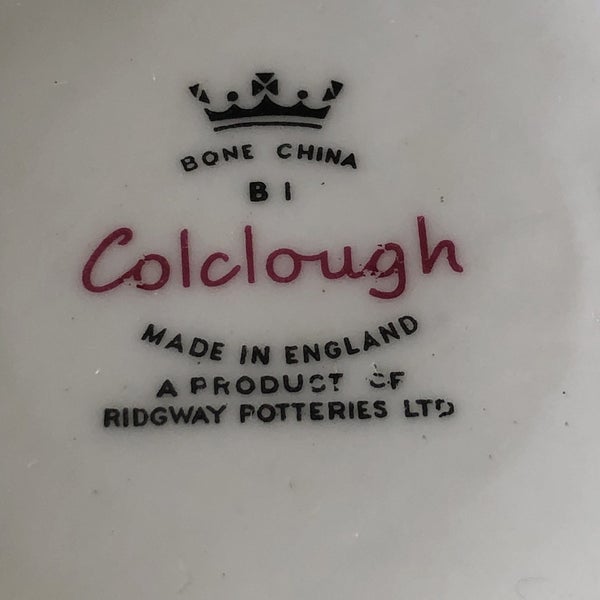 BONE CHINA
B I
Colclough
MADE IN ENGLAND
A PRODUCT OF
RIDGWAY POTTERIES LTD